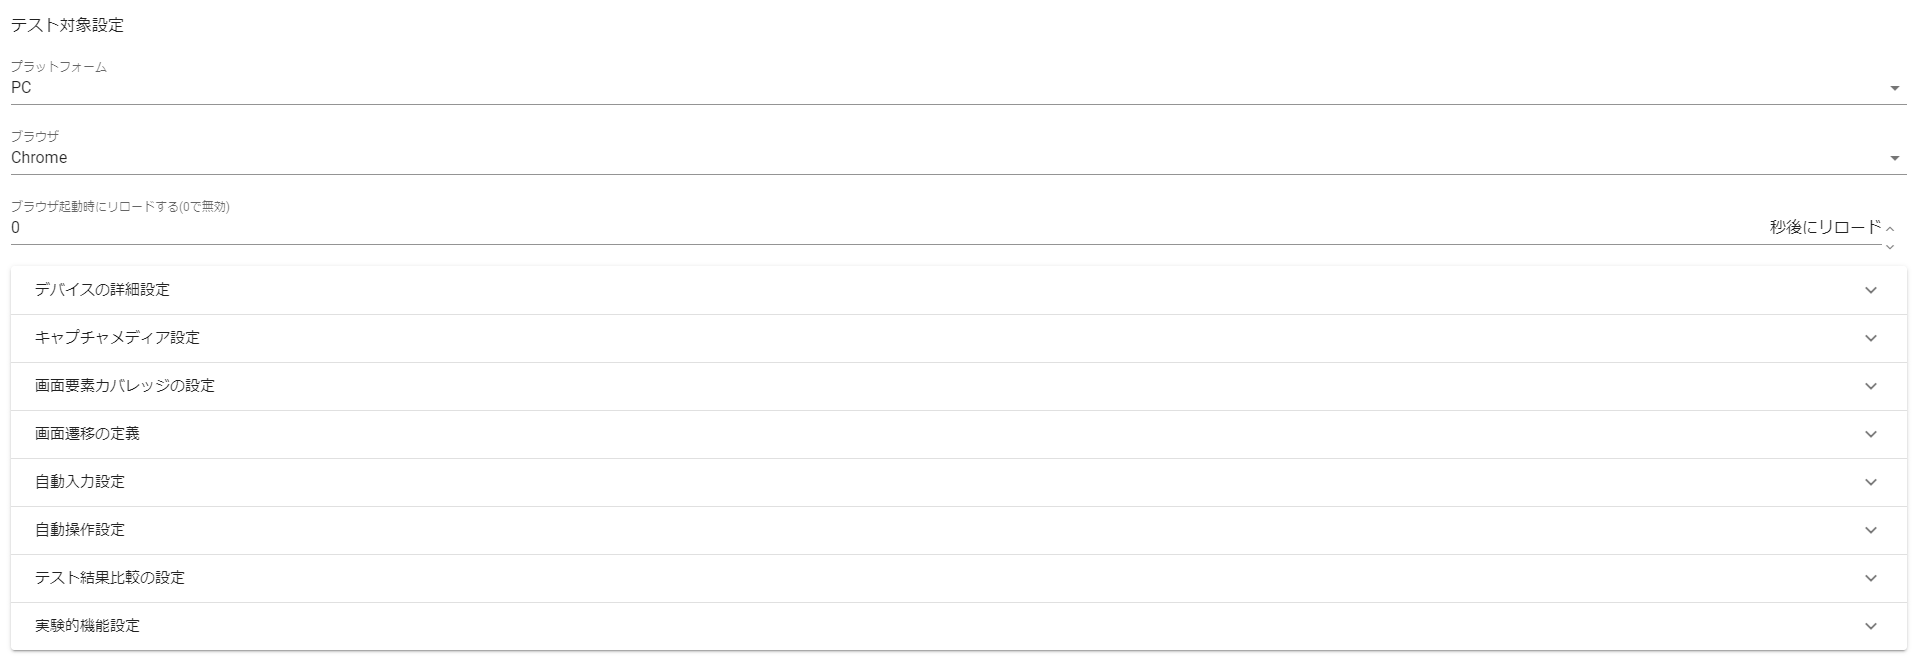 テスト対象設定
プラットフォーム
PC
ブラウザ
Chrome
ブラウザ起動時にリロードする(0で無効)
0 秒後にリロード
デバイスの詳細設定
キャプチャメディア設定
画面要素カバレッジの設定
画面遷移の定義
自動入力設定
自動操作設定
テスト結果比較の設定
実験的機能設定